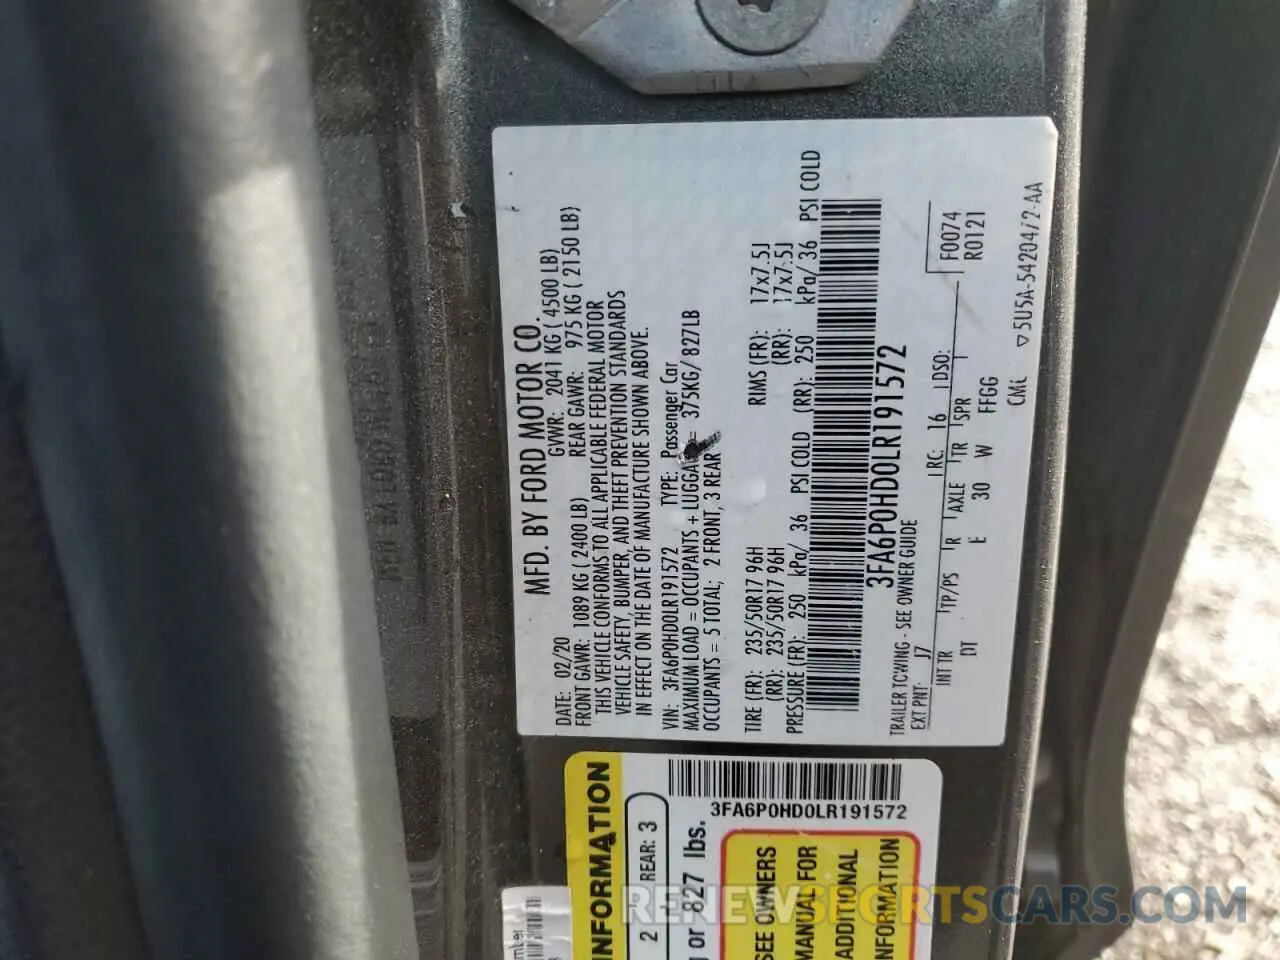 MFD. BY FORD MOTOR CO.
DATE: 02/20 GVWR: 2041 KG ( 4500 LB)
FRONT GAWR: 1089 KG ( 2400 LB) REAR GAWR: 975 KG ( 2150 LB)
THIS VEHICLE CONFORMS TO ALL APPLICABLE FEDERAL MOTOR
VEHICLE SAFETY, BUMPER, AND THEFT PREVENTION STANDARDS
IN EFFECT ON THE DATE OF MANUFACTURE SHOWN ABOVE.
VIN: 3FA6P0HD0LR191572 TYPE: Passenger Car
MAXIMUM LOAD = OCCUPANTS + LUGGAGE = 375KG/ 827LB
OCCUPANTS = 5 TOTAL; 2 FRONT, 3 REAR
TIRE (FR): 235/50R17 96H RIMS (FR): 17x7.5J
(RR): 235/50R17 96H (RR): 17x7.5J
PRESSURE (FR): 250 kPa/ 36 PSI COLD (RR): 250 kPa/ 36 PSI COLD
3FA6P0HD0LR191572
TRAILER TOWING - SEE OWNER GUIDE
EXT PNT: J7 RC: 16 DSO: F0074
R0121
INT TR TP/PS R AXLE TR SPR
DT E 30 W FFGG
CMi
▽5U5A-5420472-AA
INFORMATION
2 REAR: 3
or 827 lbs.
3FA6P0HD0LR191572
SEE OWNERS
MANUAL FOR
ADDITIONAL
INFORMATION
RENEWSPORTSCARS.COM